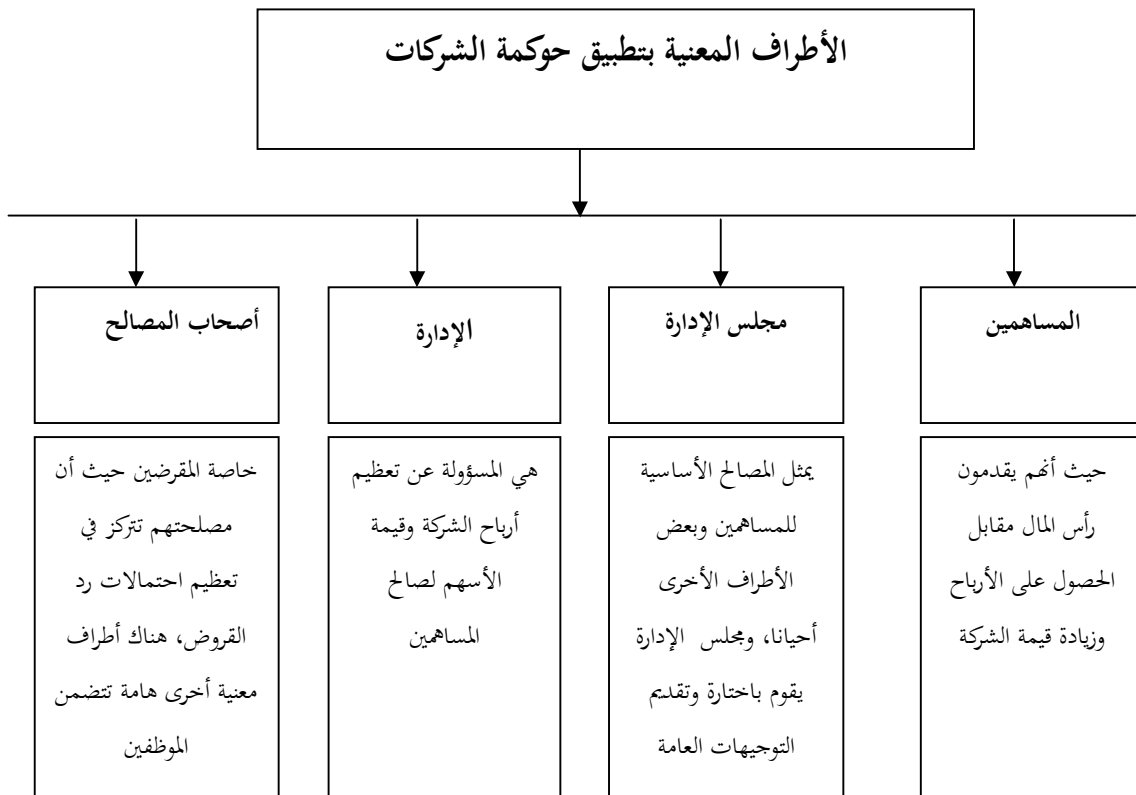 الأطراف المعنية بتطبيق حوكمة الشركات
المساهمين
حيث أنهم يقدمون
رأس المال مقابل
الحصول على الأرباح
وزيادة قيمة الشركة
مجلس الإدارة
يمثل المصالح الأساسية
للمساهمين وبعض
الأطراف الأخرى
أحيانا، ومجلس الإدارة
يقوم باختارة وتقديم
التوجيهات العامة
الإدارة
هي المسؤولة عن تعظيم
أرباح الشركة وقيمة
الأسهم لصالح
المساهمين
أصحاب المصالح
خاصة المقرضين حيث أن
مصلحتهم تتركز في
تعظيم احتمالات رد
القروض، هناك أطراف
معنية أخرى هامة تتضمن
الموظفين